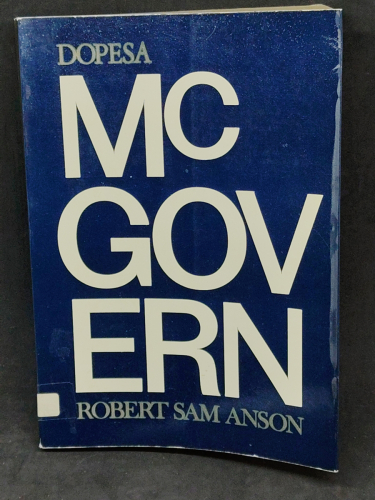 DOPESA
MC
GOV
ERN
ROBERT SAM ANSON